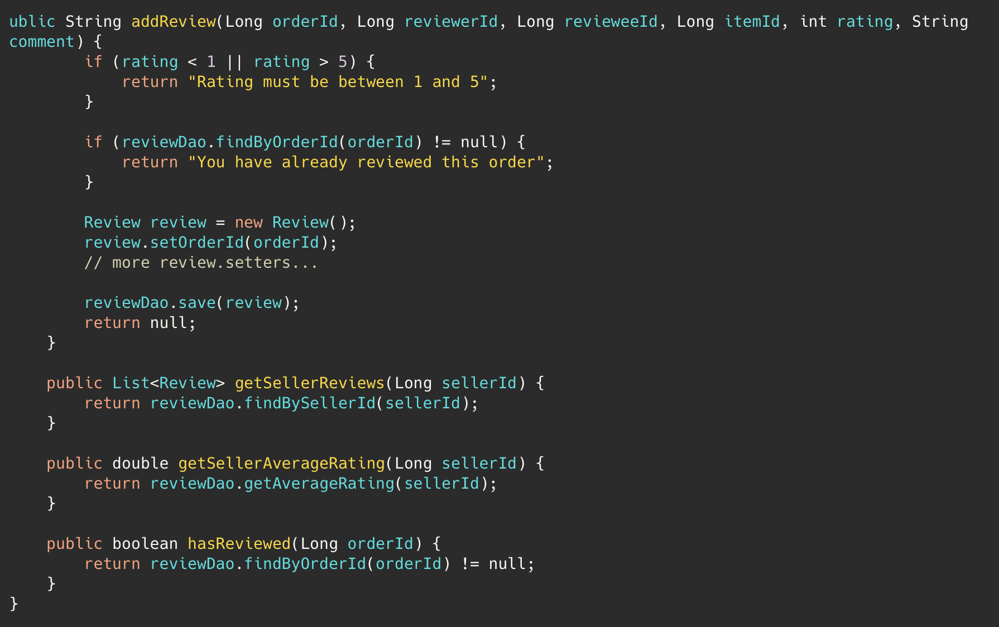 ublic String addReview(Long orderId, Long reviewerId, Long revieweeId, Long itemId, int rating, String
comment) {
        if (rating < 1 || rating > 5) {
            return "Rating must be between 1 and 5";
        }

        if (reviewDao.findByOrderId(orderId) != null) {
            return "You have already reviewed this order";
        }

        Review review = new Review();
        review.setOrderId(orderId);
        // more review.setters...

        reviewDao.save(review);
        return null;
    }

    public List<Review> getSellerReviews(Long sellerId) {
        return reviewDao.findBySellerId(sellerId);
    }

    public double getSellerAverageRating(Long sellerId) {
        return reviewDao.getAverageRating(sellerId);
    }

    public boolean hasReviewed(Long orderId) {
        return reviewDao.findByOrderId(orderId) != null;
    }
}